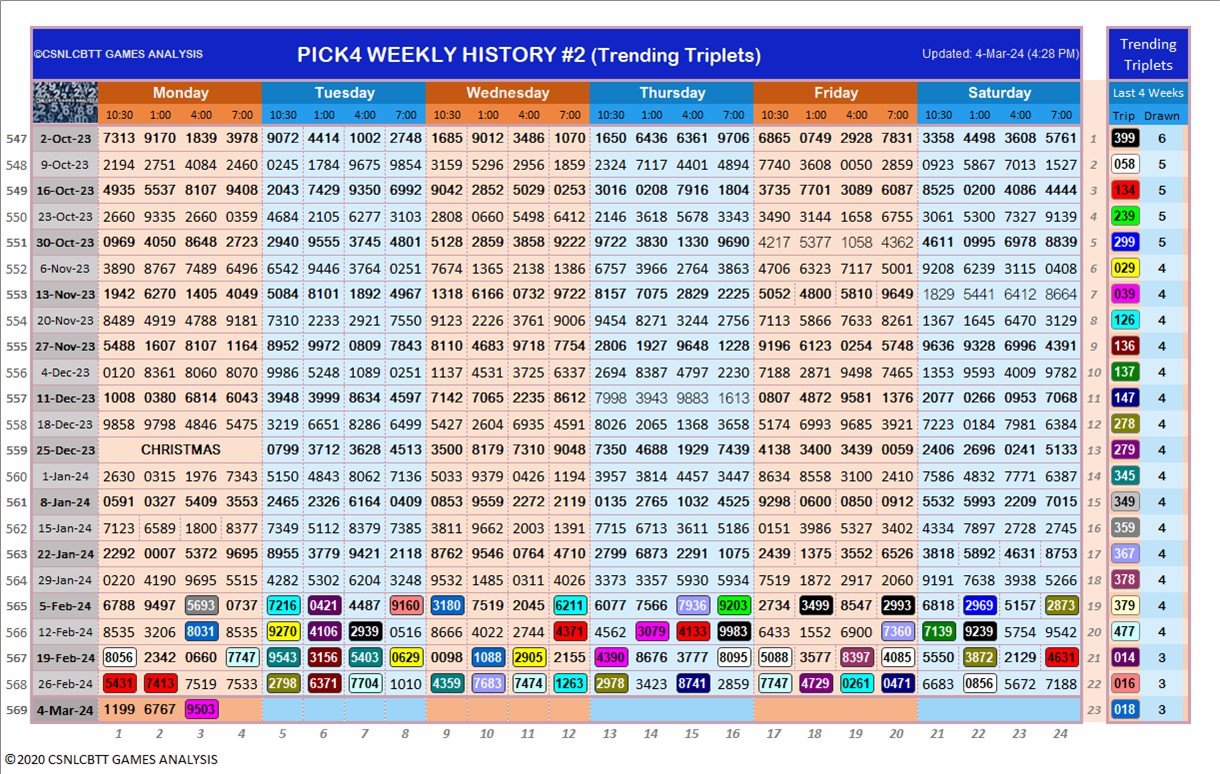 ©CSNLCBTT GAMES ANALYSIS PICK4 WEEKLY HISTORY #2 (Trending Triplets) Updated: 4-Mar-24 (4:28 PM) Trending Triplets
Monday Tuesday Wednesday Thursday Friday Saturday Last 4 Weeks
10:30 1:00 4:00 7:00 10:30 1:00 4:00 7:00 10:30 1:00 4:00 7:00 10:30 1:00 4:00 7:00 10:30 1:00 4:00 7:00 10:30 1:00 4:00 7:00 Trip Drawn
547 2-Oct-23 7313 9170 1839 3978 9072 4414 1002 2748 1685 9012 3486 1070 1650 6436 6361 9706 6865 0749 2928 7831 3358 4498 3608 5761 1 399 6
548 9-Oct-23 2194 2751 4084 2460 0245 1784 9675 9854 3159 5296 2956 1859 2324 7117 4401 4894 7740 3608 0050 2859 0923 5867 7013 1527 2 058 5
549 16-Oct-23 4935 5537 8107 9408 2043 7429 9350 6992 9042 2852 5029 0253 3016 0208 7916 1804 3735 7701 3089 6087 8525 0200 4086 4444 3 134 5
550 23-Oct-23 2660 9335 2660 0359 4684 2105 6277 3103 2808 0660 5498 6412 2146 3618 5678 3343 3490 3144 1658 6755 3061 5300 7327 9139 4 239 5
551 30-Oct-23 0969 4050 8648 2723 2940 9555 3745 4801 5128 2859 3858 9222 9722 3830 1330 9690 4217 5377 1058 4362 4611 0995 6978 8839 5 299 5
552 6-Nov-23 3890 8767 7489 6496 6542 9446 3764 0251 7674 1365 2138 1386 6757 3966 2764 3863 4706 6323 7117 5001 9208 6239 3115 0408 6 029 4
553 13-Nov-23 1942 6270 1405 4049 5084 8101 1892 4967 1318 6166 0732 9722 8157 7075 2829 2225 5052 4800 5810 9649 1829 5441 6412 8664 7 039 4
554 20-Nov-23 8489 4919 4788 9181 7310 2233 2921 7550 9123 2226 3761 9006 9454 8271 3244 2756 7113 5866 7633 8261 1367 1645 6470 3129 8 126 4
555 27-Nov-23 5488 1607 8107 1164 8952 9972 0809 7843 8110 4683 9718 7754 2806 1927 9648 1228 9196 6123 0254 5748 9636 9328 6996 4391 9 136 4
556 4-Dec-23 0120 8361 8060 8070 9986 5248 1089 0251 1137 4531 3725 6337 2694 8387 4797 2230 7188 2871 9498 7465 1353 9593 4009 9782 10 137 4
557 11-Dec-23 1008 0380 6814 6043 3948 3999 8634 4597 7142 7065 2235 8612 7998 3943 9883 1613 0807 4872 9581 1376 2077 0266 0953 7068 11 147 4
558 18-Dec-23 9858 9798 4846 5475 3219 6651 8286 6499 5427 2604 6935 4591 8026 2065 1368 3658 5174 6993 9685 3921 7223 0184 7981 6384 12 278 4
559 25-Dec-23 CHRISTMAS 0799 3712 3628 4513 3500 8179 7310 9048 7350 4688 1929 7439 4138 3400 3439 0059 2406 2696 0241 5133 13 279 4
560 1-Jan-24 2630 0315 1976 7343 5150 4843 8062 7135 5033 9379 0426 1194 3957 3814 4457 3447 8634 8558 3100 2410 7586 4832 7771 6387 14 345 4
561 8-Jan-24 0591 0327 5409 3553 2465 2326 6164 0409 0853 9559 2272 2119 0135 2765 1032 4525 9298 0600 0850 0912 5532 5993 2209 7015 15 349 4
562 15-Jan-24 7123 6589 1800 8377 7349 5112 8379 7385 3811 9662 2003 1391 7715 6713 3611 5186 0151 3986 5327 3402 4334 7897 2728 2745 16 359 4
563 22-Jan-24 2292 0007 5372 9695 8955 3779 9421 2118 8762 9546 0764 4710 2799 6873 2291 1075 2439 1375 3552 6526 3818 5892 4631 8753 17 367 4
564 29-Jan-24 0220 4190 9695 5515 4282 5302 6204 3248 9532 1485 0311 4026 3373 3357 5930 5934 7519 1872 2917 2060 9191 7638 3938 5266 18 378 4
565 5-Feb-24 6788 9497 5693 0737 7216 0421 4487 9160 3180 7519 2045 6211 6077 7566 7936 9203 2734 3499 8547 2993 6818 2969 5157 2873 19 379 4
566 12-Feb-24 8535 3206 8031 8535 9270 4106 2939 0516 8666 4022 2744 4371 4562 3079 4133 9983 6433 1552 6900 7360 7139 9239 5754 9542 20 477 4
567 19-Feb-24 8056 2342 0660 7747 9543 3156 5403 0629 0098 1088 2905 2155 4390 8676 3777 8095 5088 3577 8397 4085 5550 3872 2129 4631 21 014 3
568 26-Feb-24 5431 7413 7519 7533 2798 6371 7704 1010 4359 7683 7474 1263 2978 3423 8741 2859 7747 4729 0261 0471 6683 0856 5672 7188 22 016 3
569 4-Mar-24 1199 6767 9503 23 018 3
1 2 3 4 5 6 7 8 9 10 11 12 13 14 15 16 17 18 19 20 21 22 23 24
©2020 CSNLCBTT GAMES ANALYSIS